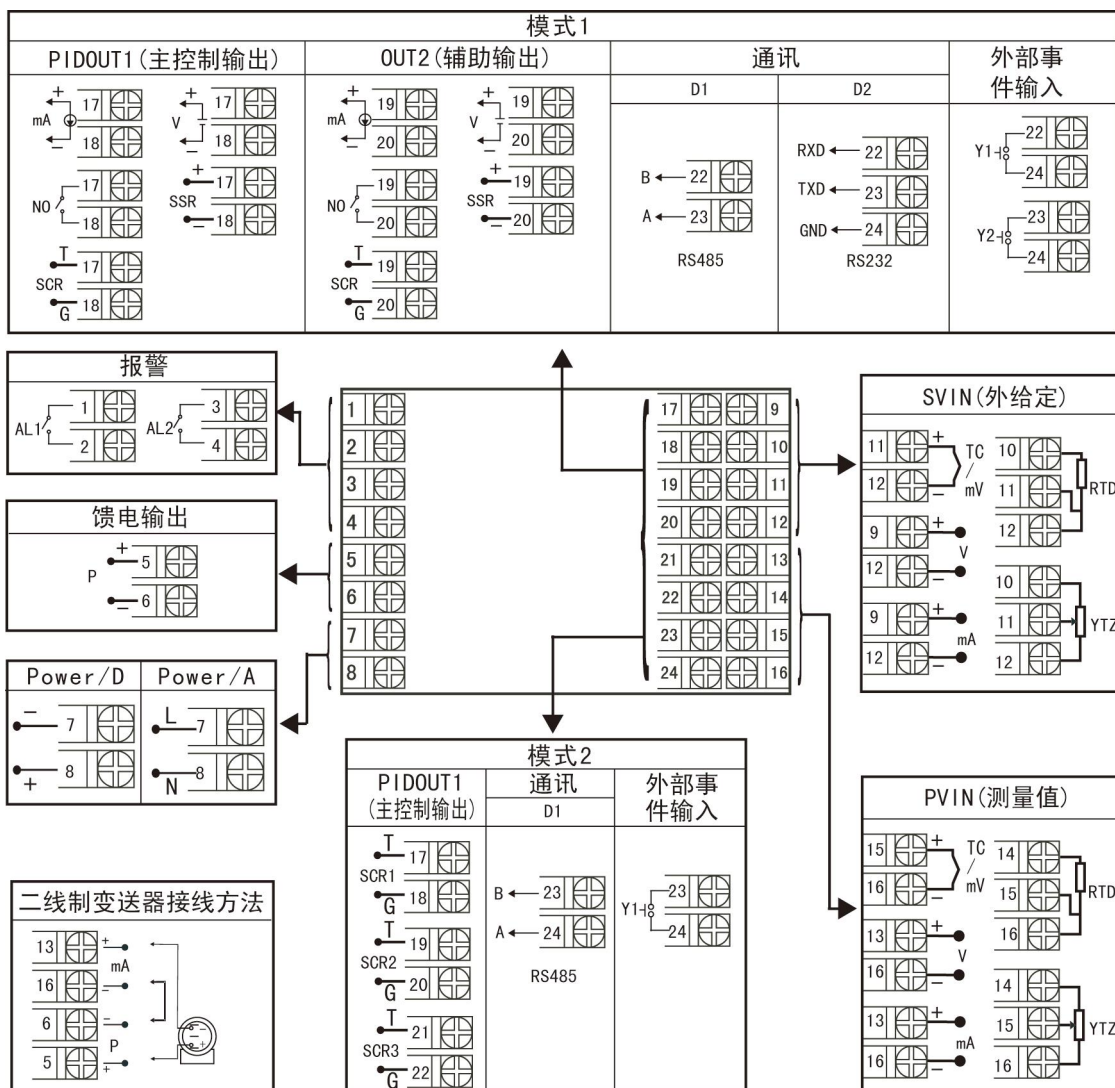 模式1
PIDOUT1(主控制输出)
OUT2(辅助输出)
通讯
外部事
件输入
D1
D2
+
mA
−
17
18
+
V
−
17
18
NO
17
18
+
SSR
−
17
18
T
SCR
G
17
18
+
mA
−
19
20
+
V
−
19
20
NO
19
20
+
SSR
−
19
20
T
SCR
G
19
20
B
22
A
23
RS485
RXD
22
TXD
23
GND
24
RS232
Y1
22
24
Y2
23
24
报警
AL1
1
2
AL2
3
4
馈电输出
+
P
−
5
6
Power/D
Power/A
−
7
+
8
L
7
N
8
1
2
3
4
5
6
7
8
17
9
18
10
19
11
20
12
21
13
22
14
23
15
24
16
SVIN(外给定)
11
+
12
−
TC
/
mV
10
11
12
RTD
9
+
V
12
−
9
+
mA
12
−
10
11
12
YTZ
模式2
PIDOUT1
(主控制输出)
通讯
D1
外部事
件输入
T
17
SCR1
G
18
T
19
SCR2
G
20
T
21
SCR3
G
22
B
23
A
24
RS485
Y1
23
24
PVIN(测量值)
15
+
16
−
TC
/
mV
14
15
16
RTD
13
+
V
16
−
13
+
mA
16
−
14
15
16
YTZ
二线制变送器接线方法
13
+
mA
16
−
6
−
P
5
+
−
+